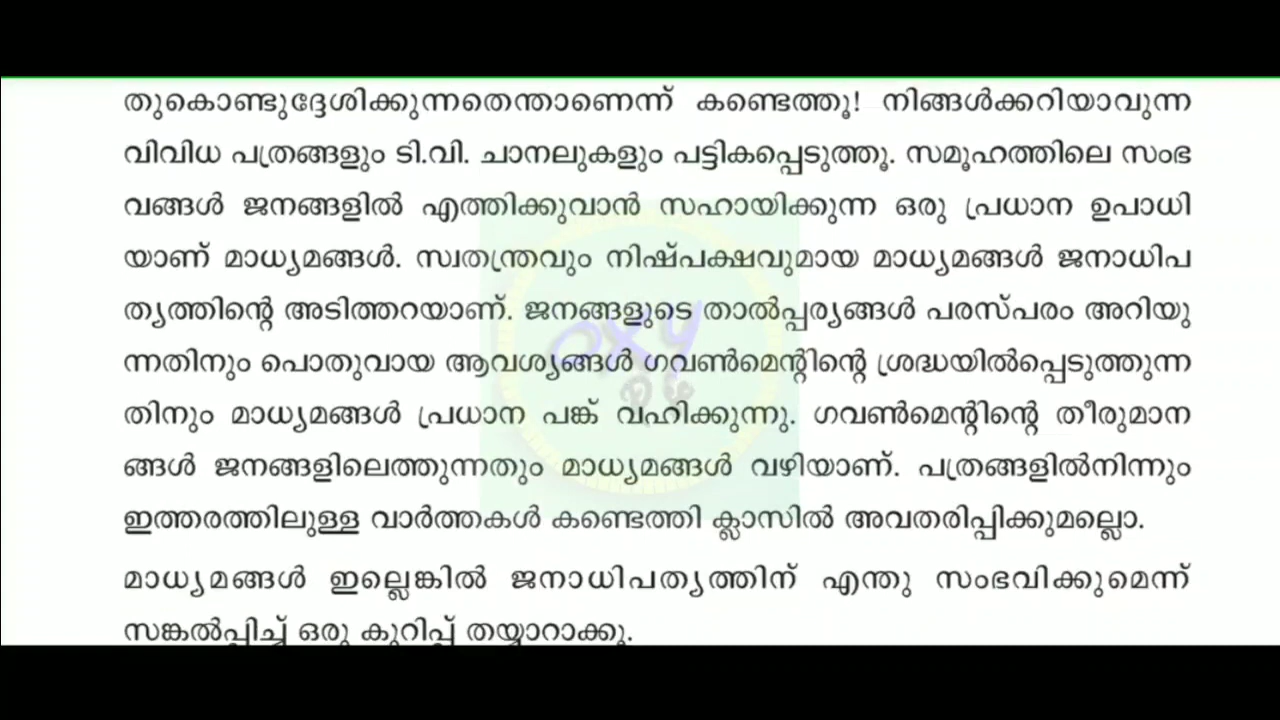 തുകൊണ്ടുദ്ദേശിക്കുന്നതെന്താണെന്ന് കണ്ടെത്തൂ! നിങ്ങൾക്കറിയാവുന്ന
വിവിധ പത്രങ്ങളും ടി.വി. ചാനലുകളും പട്ടികപ്പെടുത്തൂ. സമൂഹത്തിലെ സംഭ
വങ്ങൾ ജനങ്ങളിൽ എത്തിക്കുവാൻ സഹായിക്കുന്ന ഒരു പ്രധാന ഉപാധി
യാണ് മാധ്യമങ്ങൾ. സ്വതന്ത്രവും നിഷ്പക്ഷവുമായ മാധ്യമങ്ങൾ ജനാധിപ
ത്യത്തിന്റെ അടിത്തറയാണ്. ജനങ്ങളുടെ താൽപ്പര്യങ്ങൾ പരസ്പരം അറിയു
ന്നതിനും പൊതുവായ ആവശ്യങ്ങൾ ഗവൺമെന്റിന്റെ ശ്രദ്ധയിൽപ്പെടുത്തുന്ന
തിനും മാധ്യമങ്ങൾ പ്രധാന പങ്ക് വഹിക്കുന്നു. ഗവൺമെന്റിന്റെ തീരുമാന
ങ്ങൾ ജനങ്ങളിലെത്തുന്നതും മാധ്യമങ്ങൾ വഴിയാണ്. പത്രങ്ങളിൽനിന്നും
ഇത്തരത്തിലുള്ള വാർത്തകൾ കണ്ടെത്തി ക്ലാസിൽ അവതരിപ്പിക്കുമല്ലൊ.
മാധ്യമങ്ങൾ ഇല്ലെങ്കിൽ ജനാധിപത്യത്തിന് എന്തു സംഭവിക്കുമെന്ന്
സങ്കൽപ്പിച്ച് ഒരു കുറിപ്പ് തയ്യാറാക്കൂ.
oxy